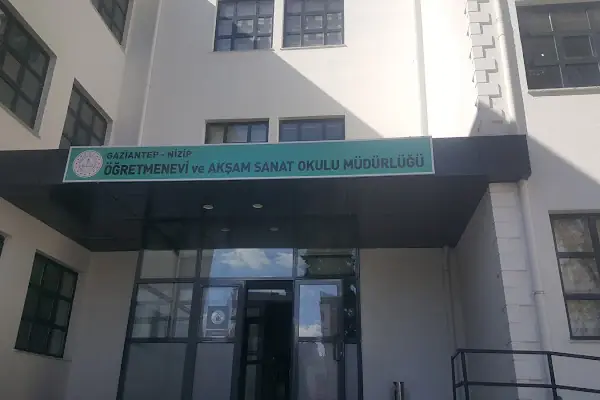 GAZİANTEP - NİZİP
ÖĞRETMENEVİ ve AKŞAM SANAT OKULU MÜDÜRLÜĞÜ